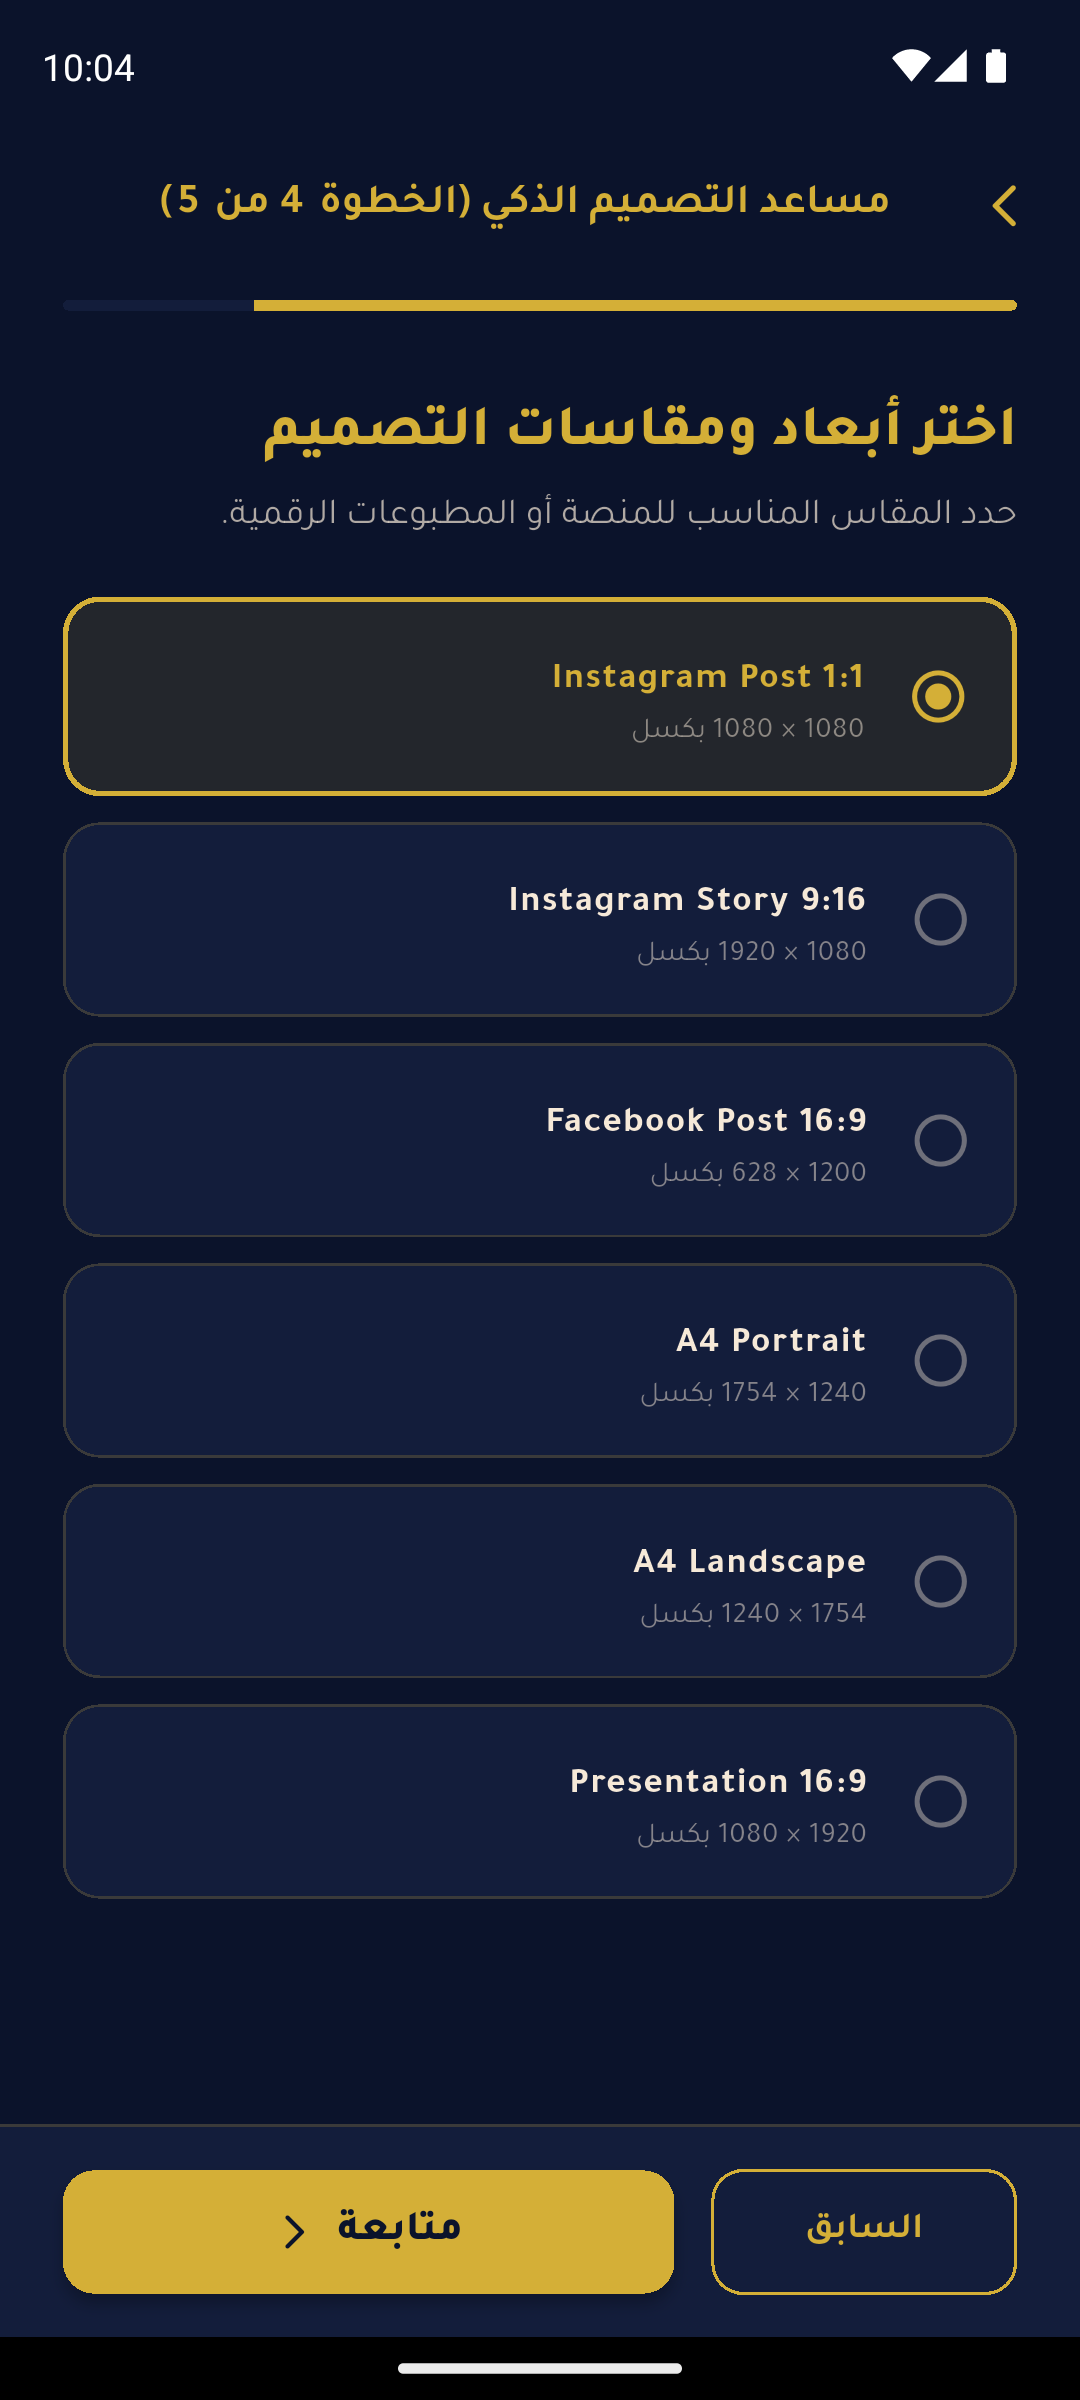 10:04
مساعد التصميم الذكي (الخطوة 4 من 5)
اختر أبعاد ومقاسات التصميم
حدد المقاس المناسب للمنصة أو المطبوعات الرقمية.
Instagram Post 1:1
1080 × 1080 بكسل
Instagram Story 9:16
1080 × 1920 بكسل
Facebook Post 16:9
1200 × 628 بكسل
A4 Portrait
1240 × 1754 بكسل
A4 Landscape
1754 × 1240 بكسل
Presentation 16:9
1920 × 1080 بكسل
السابق
متابعة